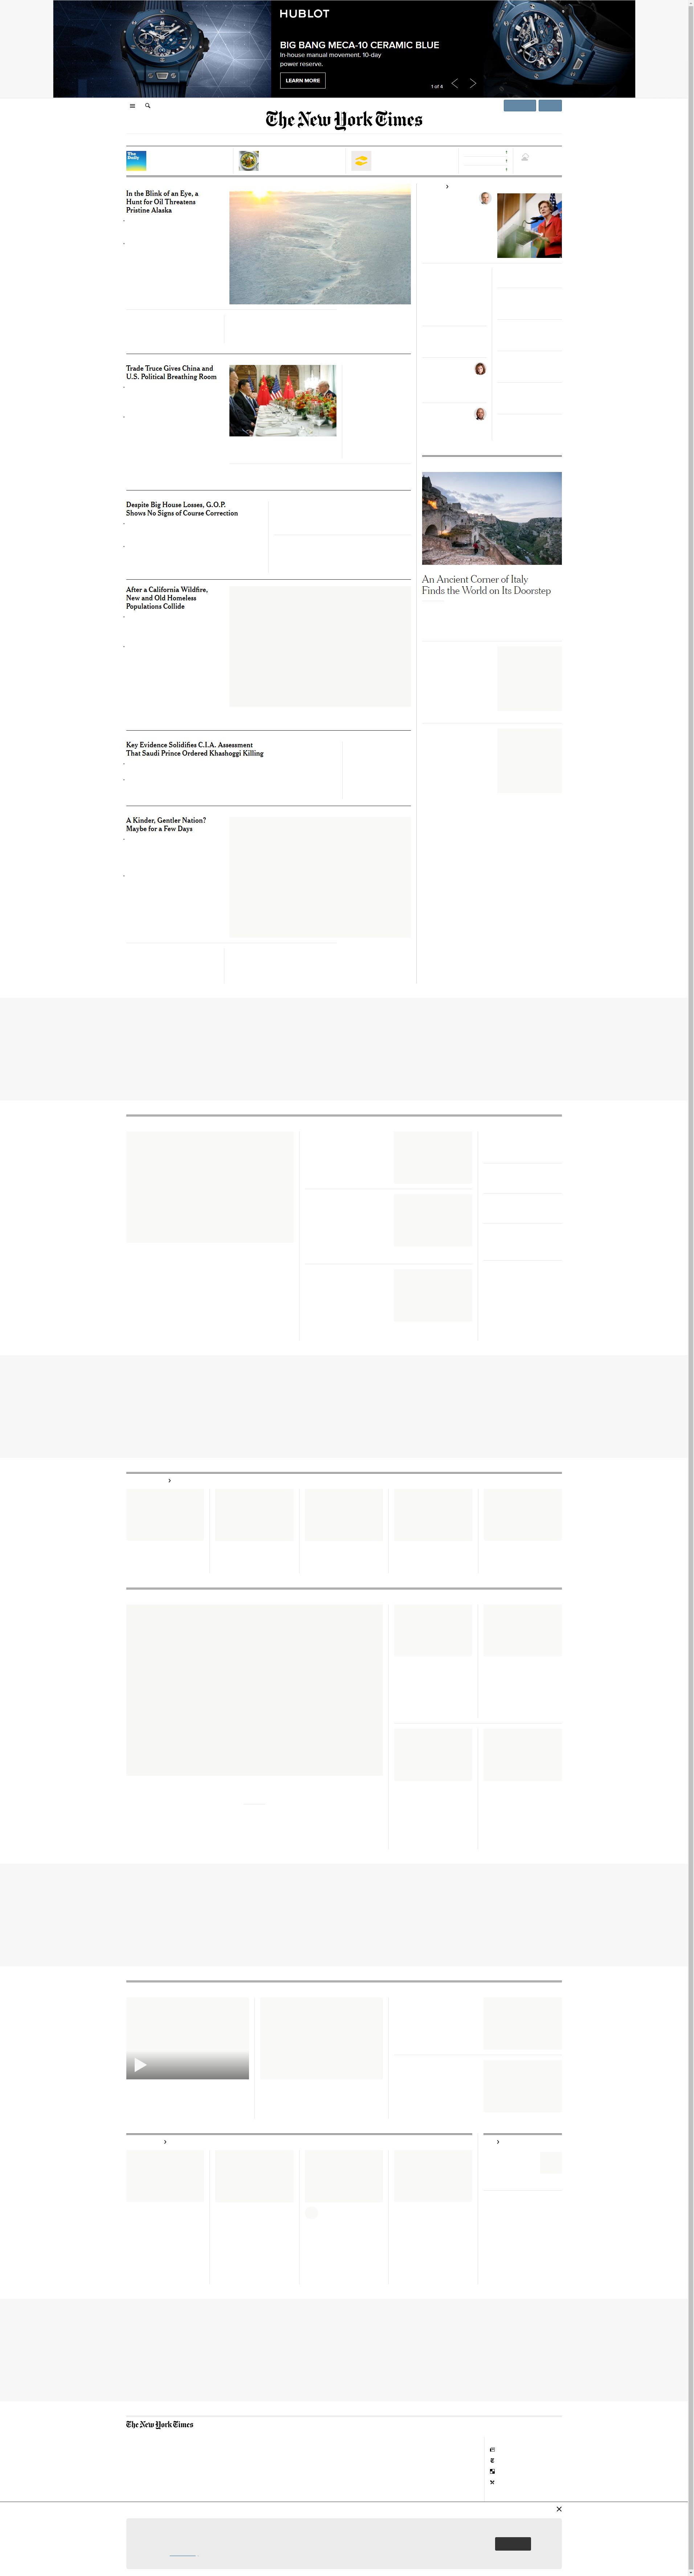 HUBLOT
BIG BANG MECA-10 CERAMIC BLUE
In-house manual movement. 10-day
power reserve.
LEARN MORE
1 of 4
The New York Times
The
Daily
In the Blink of an Eye, a
Hunt for Oil Threatens
Pristine Alaska
Trade Truce Gives China and
U.S. Political Breathing Room
Despite Big House Losses, G.O.P.
Shows No Signs of Course Correction
An Ancient Corner of Italy
Finds the World on Its Doorstep
After a California Wildfire,
New and Old Homeless
Populations Collide
Key Evidence Solidifies C.I.A. Assessment
That Saudi Prince Ordered Khashoggi Killing
A Kinder, Gentler Nation?
Maybe for a Few Days
The New York Times